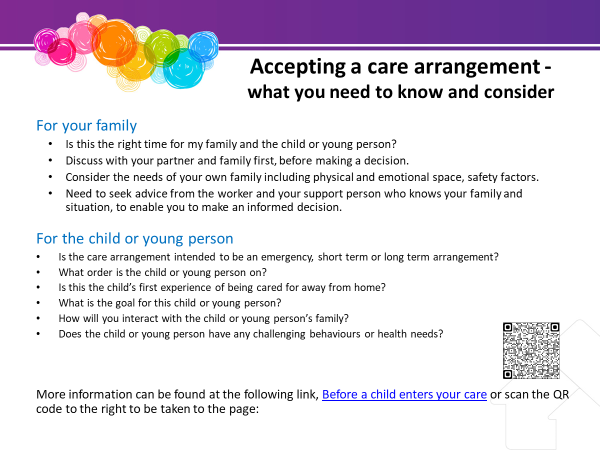 Accepting a care arrangement -
what you need to know and consider
For your family
• Is this the right time for my family and the child or young person?
• Discuss with your partner and family first, before making a decision.
• Consider the needs of your own family including physical and emotional space, safety factors.
• Need to seek advice from the worker and your support person who knows your family and
situation, to enable you to make an informed decision.
For the child or young person
• Is the care arrangement intended to be an emergency, short term or long term arrangement?
• What order is the child or young person on?
• Is this the child’s first experience of being cared for away from home?
• What is the goal for this child or young person?
• How will you interact with the child or young person’s family?
• Does the child or young person have any challenging behaviours or health needs?
More information can be found at the following link, Before a child enters your care or scan the QR
code to the right to be taken to the page: